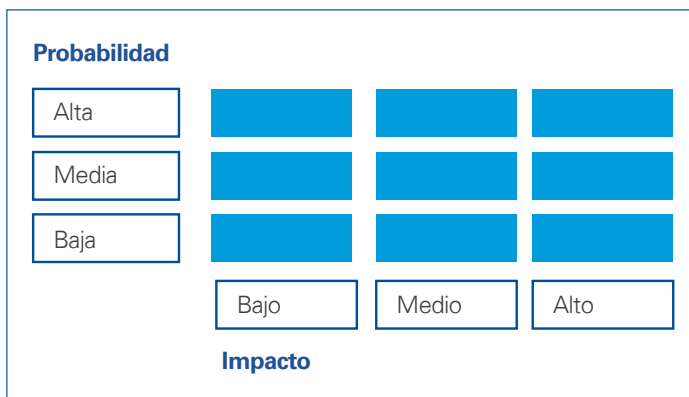 Probabilidad
Alta
Media
Baja
Bajo Medio Alto
Impacto